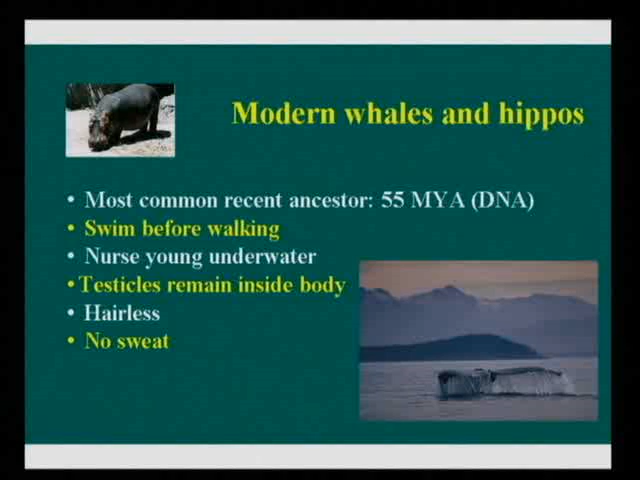 Modern whales and hippos
• Most common recent ancestor: 55 MYA (DNA)
• Swim before walking
• Nurse young underwater
• Testicles remain inside body
• Hairless
• No sweat